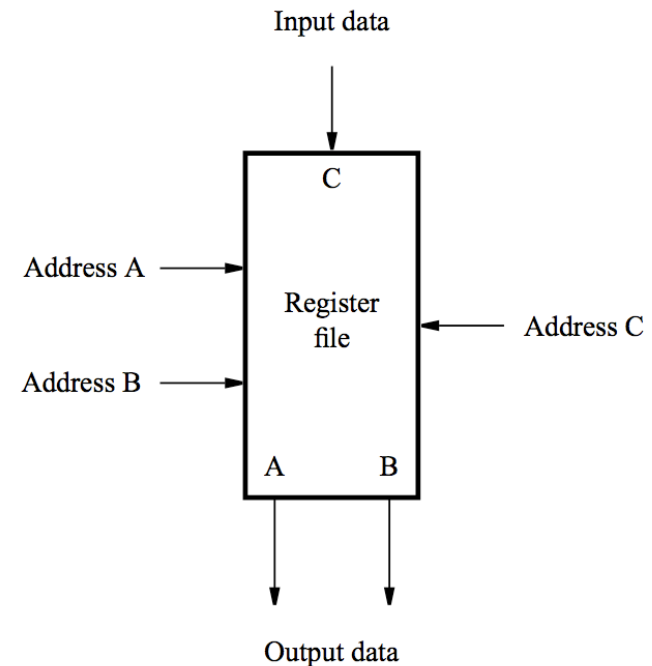 Input data
C
Address A
Register
file
Address C
Address B
A
B
Output data